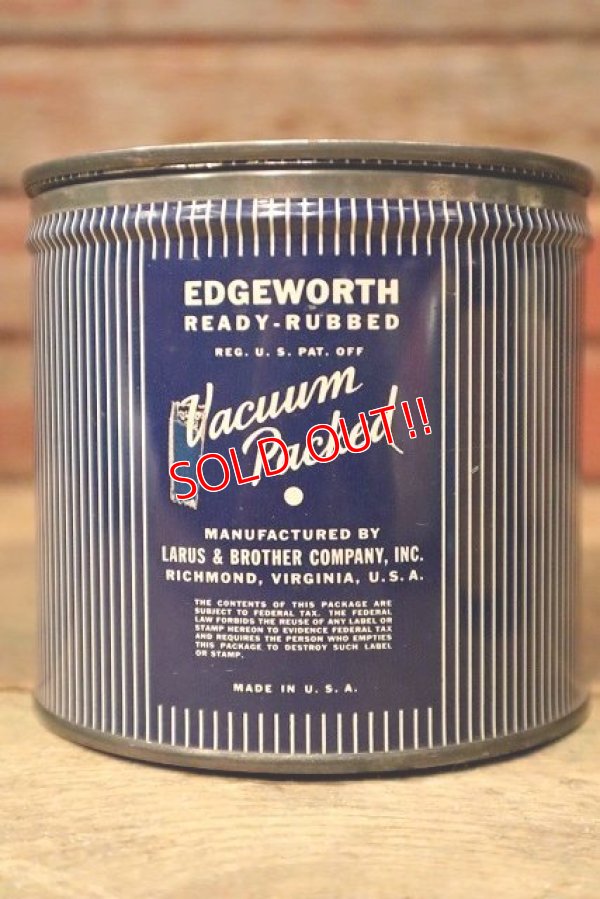 EDGEWORTH
READY-RUBBED
REG. U. S. PAT. OFF
Vacuum
Packed
SOLD OUT!!
MANUFACTURED BY
LARUS & BROTHER COMPANY, INC.
RICHMOND, VIRGINIA, U.S.A.
THE CONTENTS OF THIS PACKAGE ARE
SUBJECT TO FEDERAL TAX. THE FEDERAL
LAW FORBIDS THE REUSE OF ANY LABEL OR
STAMP HEREON TO EVIDENCE FEDERAL TAX
AND REQUIRES THE PERSON WHO EMPTIES
THIS PACKAGE TO DESTROY SUCH LABEL
OR STAMP.
MADE IN U. S. A.